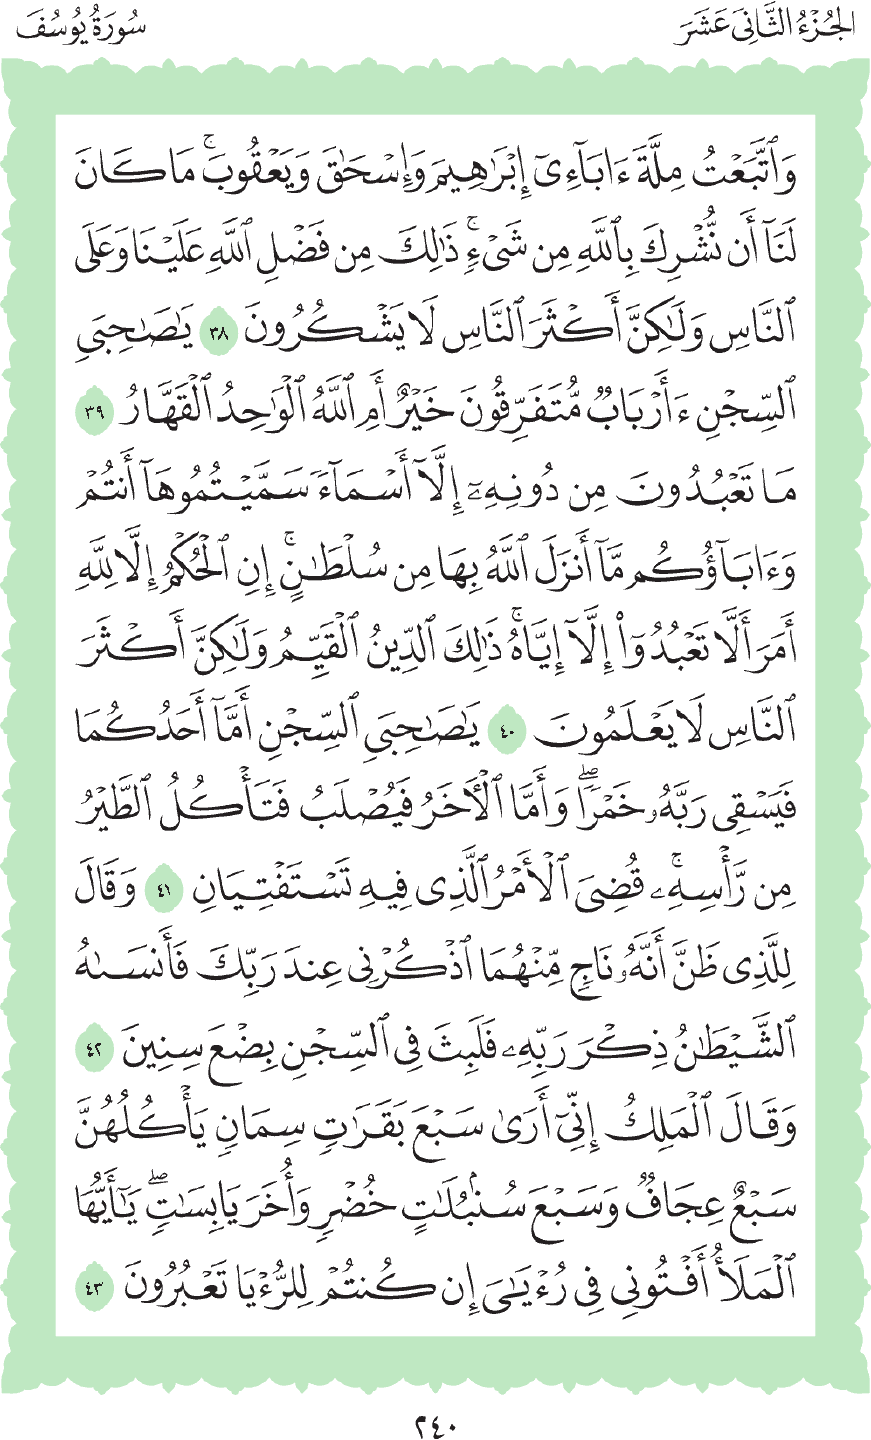 الجُزْءُ الثَّانِيَ عَشَرَ
سُورَةُ يُوسُفَ
وَٱتَّبَعْتُ مِلَّةَ ءَابَآءِىٓ إِبْرَٰهِيمَ وَإِسْحَٰقَ وَيَعْقُوبَۚ مَا كَانَ
لَنَآ أَن نُّشْرِكَ بِٱللَّهِ مِن شَىْءٍۚ ذَٰلِكَ مِن فَضْلِ ٱللَّهِ عَلَيْنَا وَعَلَى
ٱلنَّاسِ وَلَٰكِنَّ أَكْثَرَ ٱلنَّاسِ لَا يَشْكُرُونَ ٣٨ يَٰصَٰحِبَىِ
ٱلسِّجْنِ ءَأَرْبَابٌ مُّتَفَرِّقُونَ خَيْرٌ أَمِ ٱللَّهُ ٱلْوَٰحِدُ ٱلْقَهَّارُ ٣٩
مَا تَعْبُدُونَ مِن دُونِهِۦٓ إِلَّآ أَسْمَآءً سَمَّيْتُمُوهَآ أَنتُمْ
وَءَابَآؤُكُم مَّآ أَنزَلَ ٱللَّهُ بِهَا مِن سُلْطَٰنٍۚ إِنِ ٱلْحُكْمُ إِلَّا لِلَّهِ
أَمَرَ أَلَّا تَعْبُدُوٓا۟ إِلَّآ إِيَّاهُۚ ذَٰلِكَ ٱلدِّينُ ٱلْقَيِّمُ وَلَٰكِنَّ أَكْثَرَ
ٱلنَّاسِ لَا يَعْلَمُونَ ٤٠ يَٰصَٰحِبَىِ ٱلسِّجْنِ أَمَّآ أَحَدُكُمَا
فَيَسْقِى رَبَّهُۥ خَمْرًاۖ وَأَمَّا ٱلْءَاخَرُ فَيُصْلَبُ فَتَأْكُلُ ٱلطَّيْرُ
مِن رَّأْسِهِۦۚ قُضِىَ ٱلْأَمْرُ ٱلَّذِى فِيهِ تَسْتَفْتِيَانِ ٤١ وَقَالَ
لِلَّذِى ظَنَّ أَنَّهُۥ نَاجٍ مِّنْهُمَا ٱذْكُرْنِى عِندَ رَبِّكَ فَأَنسَىٰهُ
ٱلشَّيْطَٰنُ ذِكْرَ رَبِّهِۦ فَلَبِثَ فِى ٱلسِّجْنِ بِضْعَ سِنِينَ ٤٢
وَقَالَ ٱلْمَلِكُ إِنِّىٓ أَرَىٰ سَبْعَ بَقَرَٰتٍ سِمَانٍ يَأْكُلُهُنَّ
سَبْعٌ عِجَافٌ وَسَبْعَ سُنۢبُلَٰتٍ خُضْرٍ وَأُخَرَ يَابِسَٰتٍۖ يَٰٓأَيُّهَا
ٱلْمَلَأُ أَفْتُونِى فِى رُءْيَٰىَ إِن كُنتُمْ لِلرُّءْيَا تَعْبُرُونَ ٤٣
٢٤٠